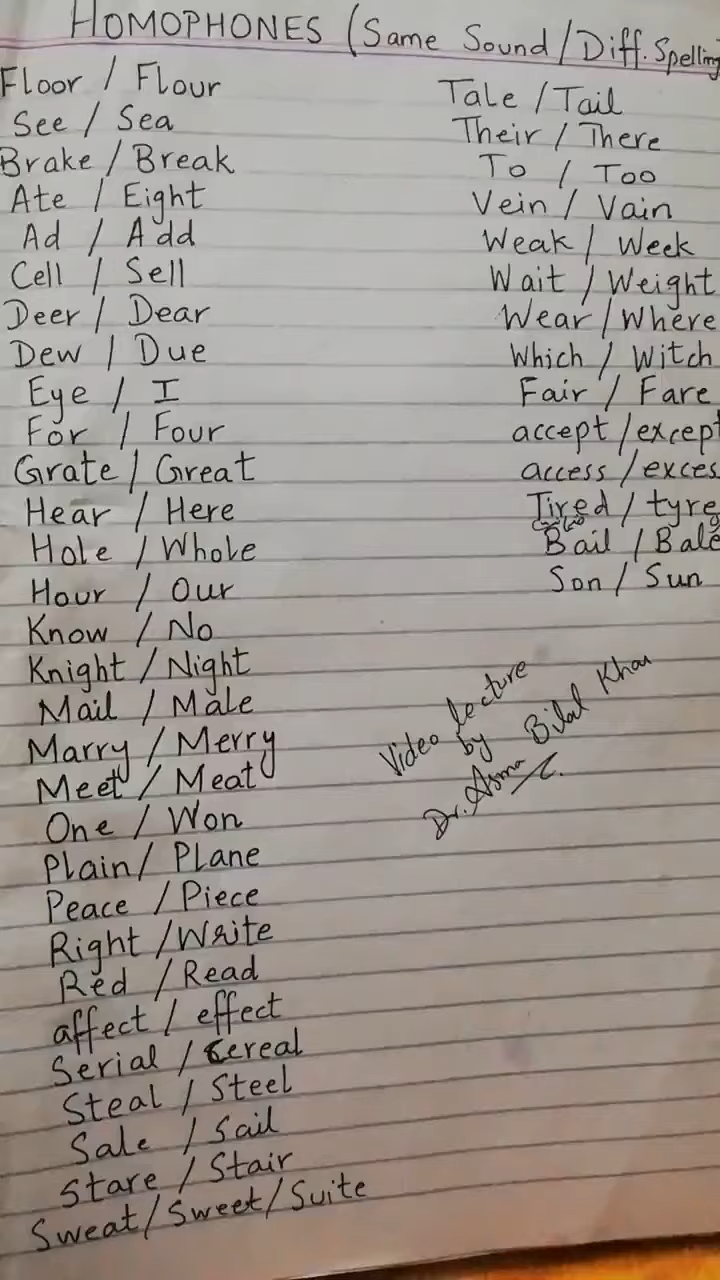 HOMOPHONES (Same Sound/Diff. Spelling
Floor / Flour
See / Sea
Brake / Break
Ate / Eight
Ad / Add
Cell / Sell
Deer / Dear
Dew / Due
Eye / I
For / Four
Grate / Great
Hear / Here
Hole / Whole
Hour / Our
Know / No
Knight / Night
Mail / Male
Marry / Merry
Meet / Meat
One / Won
Plain / Plane
Peace / Piece
Right / Write
Red / Read
affect / effect
Serial / Cereal
Steal / Steel
Sale / Sail
Stare / Stair
Sweat / Sweet / Suite
Tale / Tail
Their / There
To / Too
Vein / Vain
Weak / Week
Wait / Weight
Wear / Where
Which / Witch
Fair / Fare
accept / except
access / exces
Tired / tyre
Bail / Bale
Son / Sun
Video lecture
by
Dr. Asma Bilal Khan